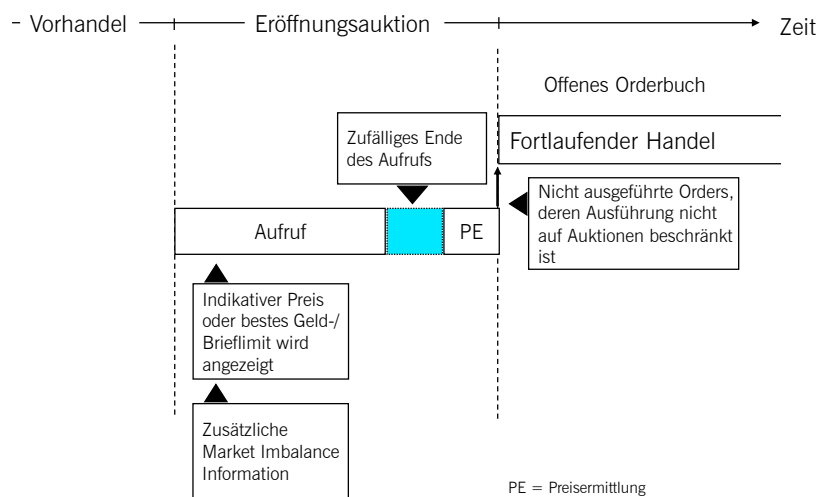 Vorhandel
Eröffnungsauktion
Zeit
Offenes Orderbuch
Zufälliges Ende
des Aufrufs
Fortlaufender Handel
Nicht ausgeführte Orders,
deren Ausführung nicht
auf Auktionen beschränkt
ist
Aufruf
PE
Indikativer Preis
oder bestes Geld-/
Brieflimit wird
angezeigt
Zusätzliche
Market Imbalance
Information
PE = Preisermittlung